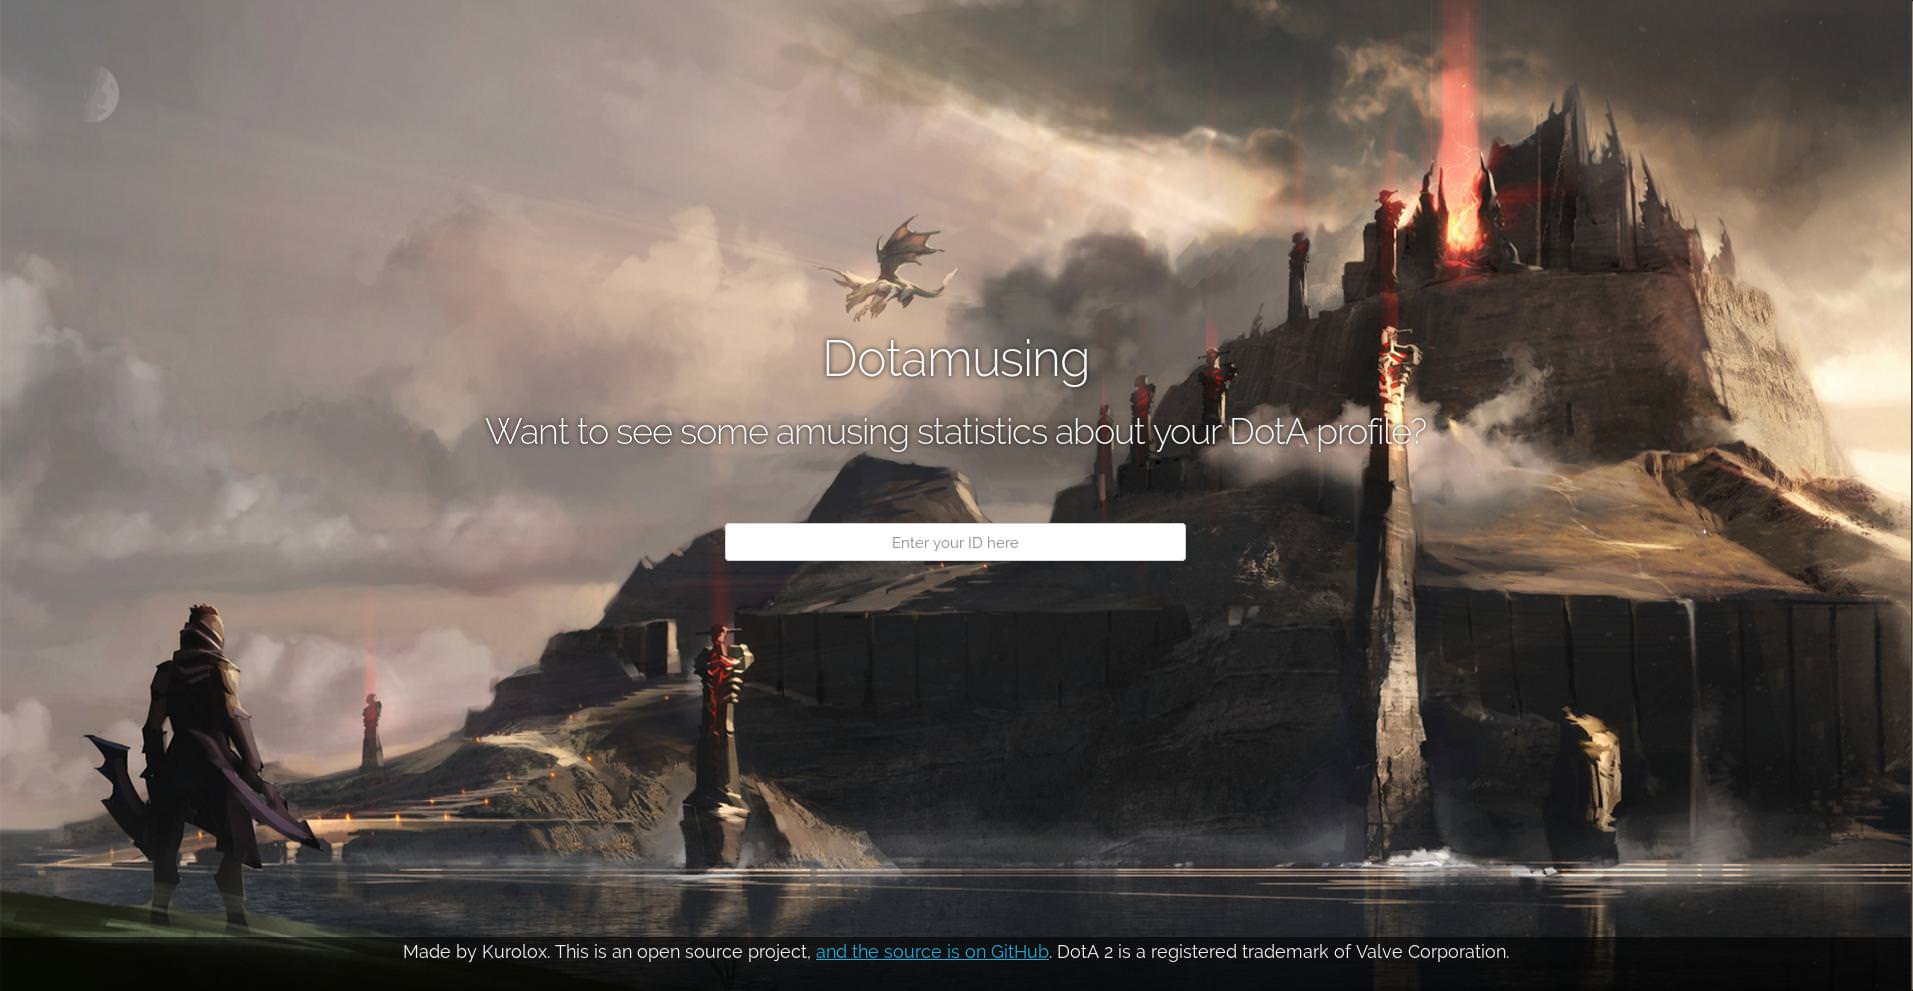 Dotamusing
Want to see some amusing statistics about your DotA profile?
Enter your ID here
Made by Kurolox. This is an open source project, and the source is on GitHub. DotA 2 is a registered trademark of Valve Corporation.